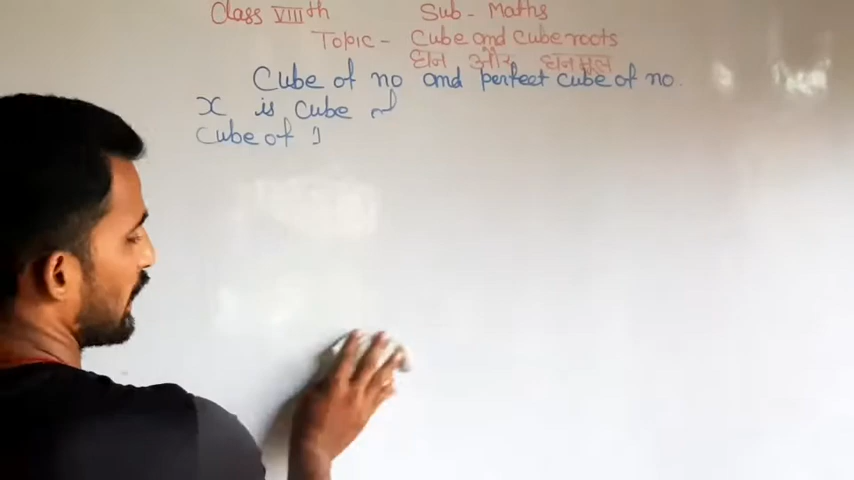 Class VIIIth Sub - Maths
Topic - Cube and Cube roots
घन और घनमूल
Cube of no and perfect cube of no.
x is Cube
Cube of